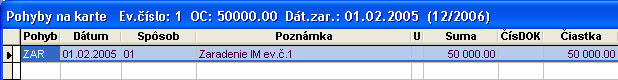 Pohyby na karte Ev.číslo: 1 OC: 50000.00 Dát.zar.: 01.02.2005 (12/2006)
Pohyb Dátum Spôsob Poznámka U Suma ČísDOK Čiastka
ZAR 01.02.2005 01 Zaradenie IM ev.č.1 50 000.00 50 000.00